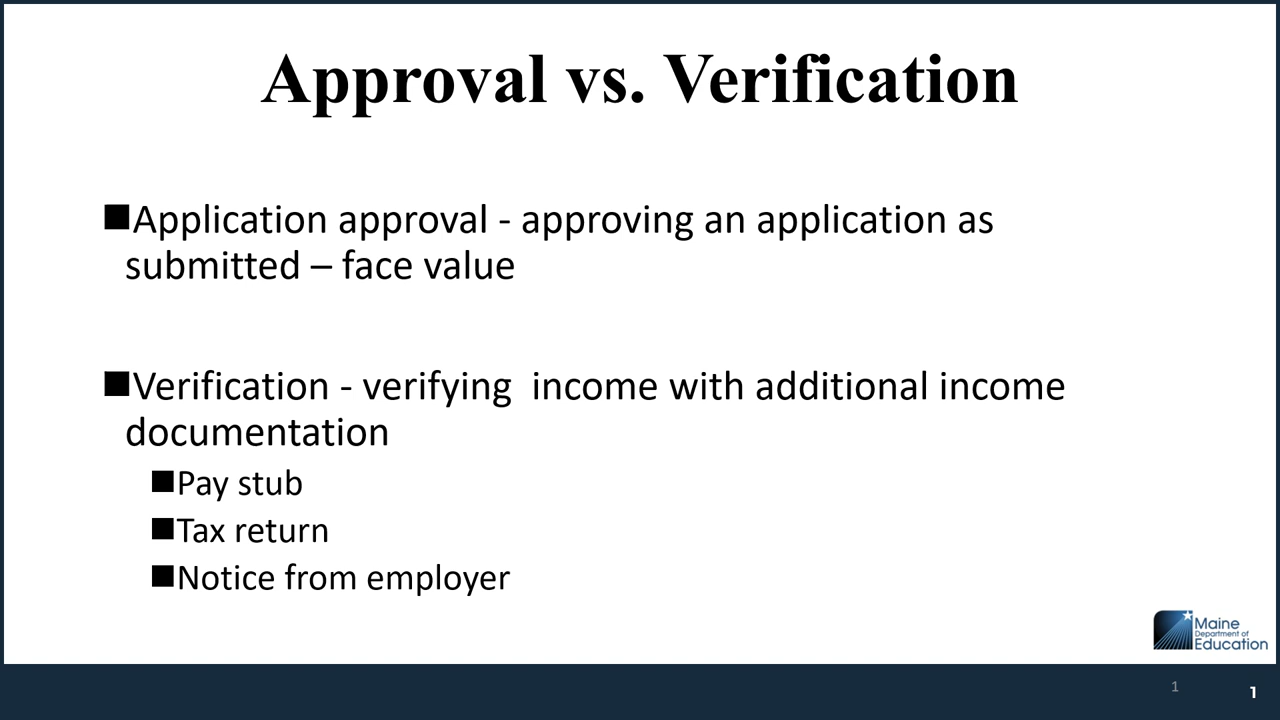 Approval vs. Verification
■Application approval - approving an application as
submitted – face value
■Verification - verifying  income with additional income
documentation
■Pay stub
■Tax return
■Notice from employer
Maine
Department of
Education
1
1